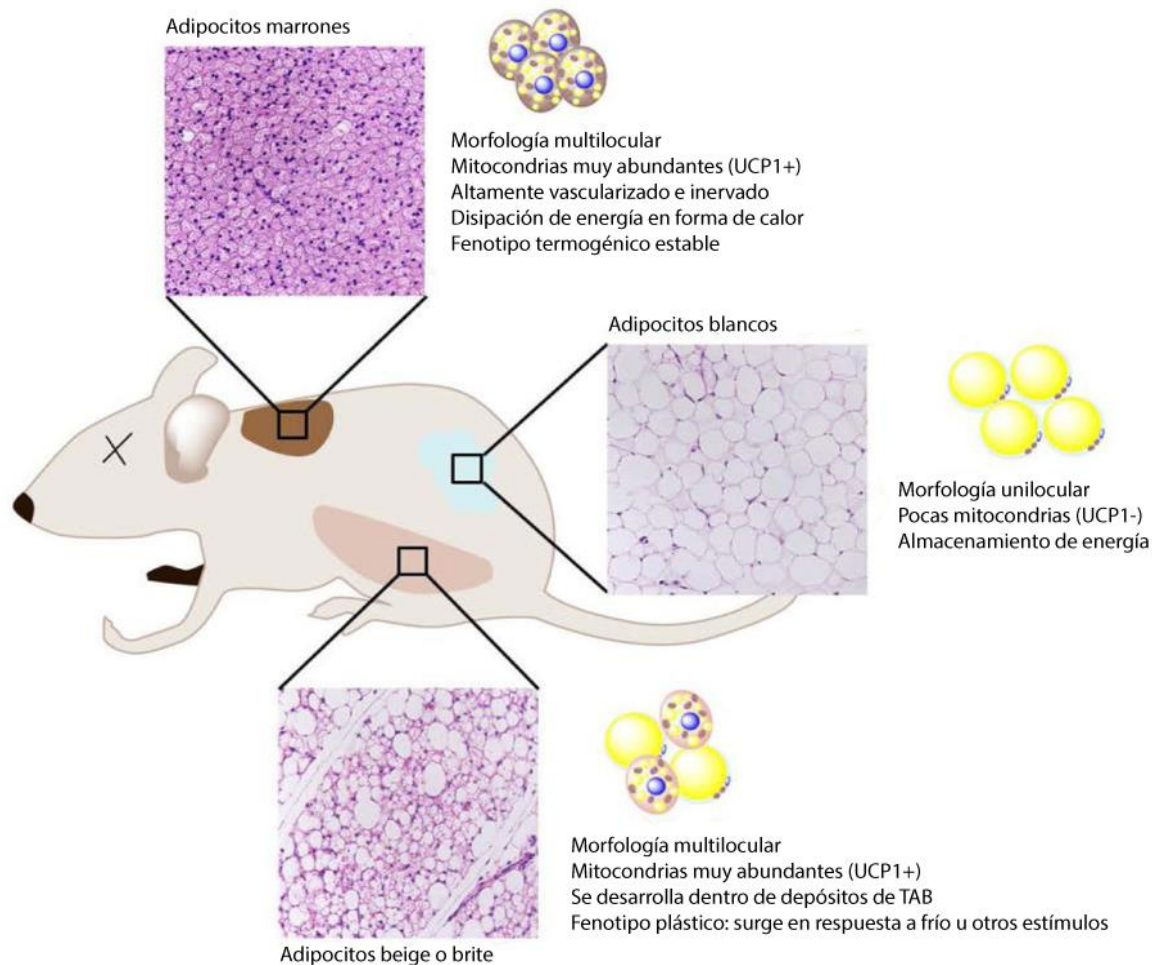 Adipocitos marrones
Morfología multilocular
Mitocondrias muy abundantes (UCP1+)
Altamente vascularizado e inervado
Disipación de energía en forma de calor
Fenotipo termogénico estable
Adipocitos blancos
Morfología unilocular
Pocas mitocondrias (UCP1-)
Almacenamiento de energía
Morfología multilocular
Mitocondrias muy abundantes (UCP1+)
Se desarrolla dentro de depósitos de TAB
Fenotipo plástico: surge en respuesta a frío u otros estímulos
Adipocitos beige o brite